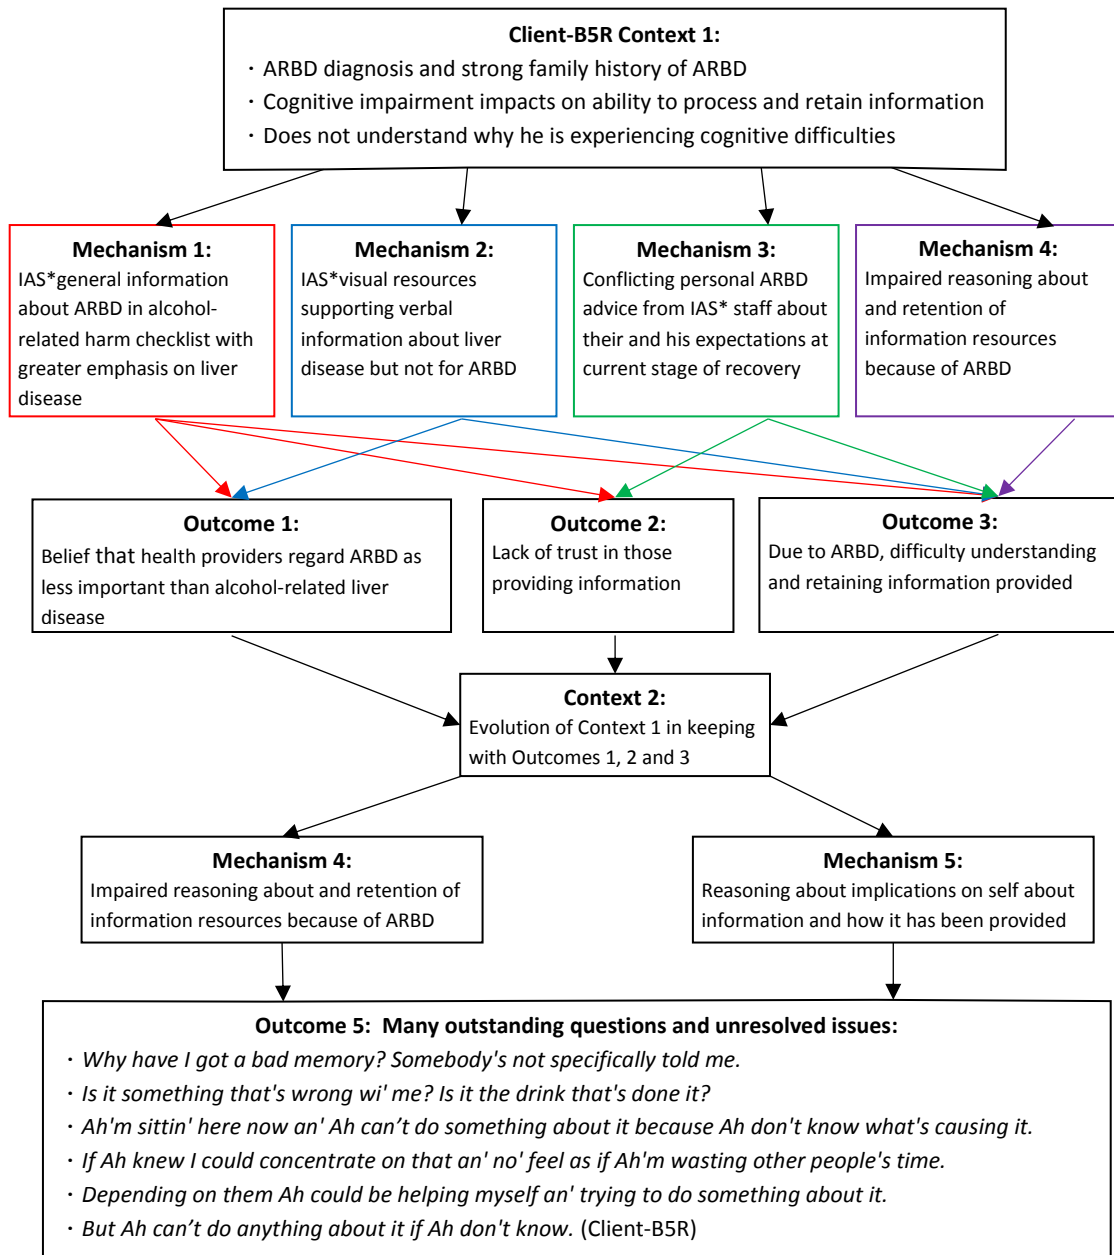 Client-B5R Context 1:
· ARBD diagnosis and strong family history of ARBD
· Cognitive impairment impacts on ability to process and retain information
· Does not understand why he is experiencing cognitive difficulties
Mechanism 1:
IAS*general information
about ARBD in alcohol-
related harm checklist with
greater emphasis on liver
disease
Mechanism 2:
IAS*visual resources
supporting verbal
information about liver
disease but not for ARBD
Mechanism 3:
Conflicting personal ARBD
advice from IAS* staff about
their and his expectations at
current stage of recovery
Mechanism 4:
Impaired reasoning about
and retention of
information resources
because of ARBD
Outcome 1:
Belief that health providers regard ARBD as
less important than alcohol-related liver
disease
Outcome 2:
Lack of trust in those
providing information
Outcome 3:
Due to ARBD, difficulty understanding
and retaining information provided
Context 2:
Evolution of Context 1 in keeping
with Outcomes 1, 2 and 3
Mechanism 4:
Impaired reasoning about and retention of
information resources because of ARBD
Mechanism 5:
Reasoning about implications on self about
information and how it has been provided
Outcome 5:  Many outstanding questions and unresolved issues:
· Why have I got a bad memory? Somebody's not specifically told me.
· Is it something that's wrong wi' me? Is it the drink that's done it?
· Ah'm sittin' here now an' Ah can’t do something about it because Ah don't know what's causing it.
· If Ah knew I could concentrate on that an' no' feel as if Ah'm wasting other people's time.
· Depending on them Ah could be helping myself an' trying to do something about it.
· But Ah can’t do anything about it if Ah don't know. (Client-B5R)